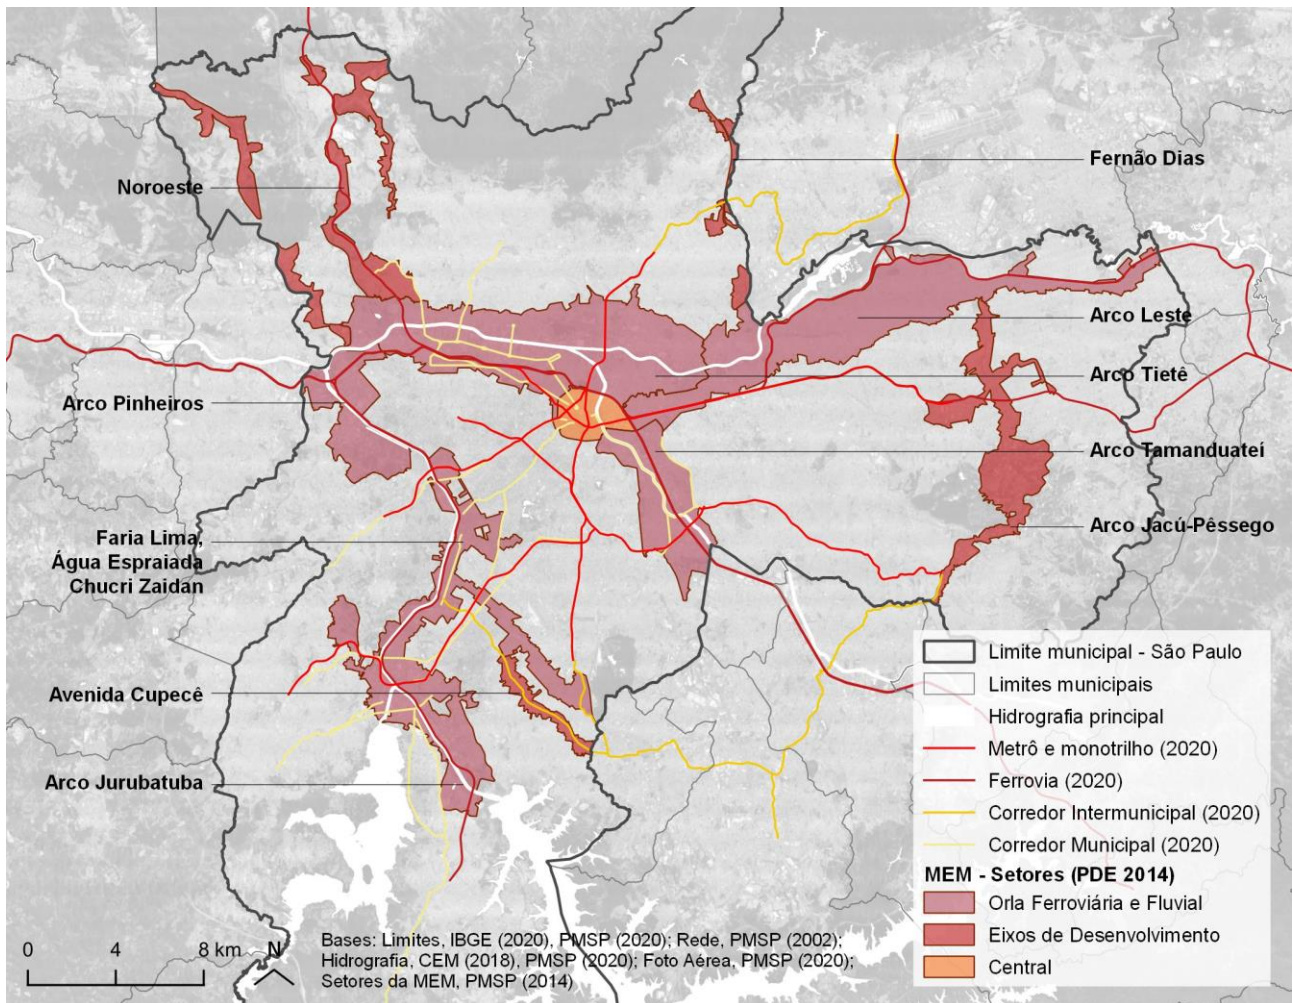 Noroeste
Fernão Dias
Arco Leste
Arco Tietê
Arco Pinheiros
Arco Tamanduateí
Arco Jacú-Pêssego
Faria Lima,
Água Espraiada
Chucri Zaidan
Avenida Cupecê
Arco Jurubatuba
Limite municipal - São Paulo
Limites municipais
Hidrografia principal
Metrô e monotrilho (2020)
Ferrovia (2020)
Corredor Intermunicipal (2020)
Corredor Municipal (2020)
MEM - Setores (PDE 2014)
Orla Ferroviária e Fluvial
Eixos de Desenvolvimento
Central
0 4 8 km
N
Bases: Limites, IBGE (2020), PMSP (2020); Rede, PMSP (2002);
Hidrografia, CEM (2018), PMSP (2020); Foto Aérea, PMSP (2020);
Setores da MEM, PMSP (2014)